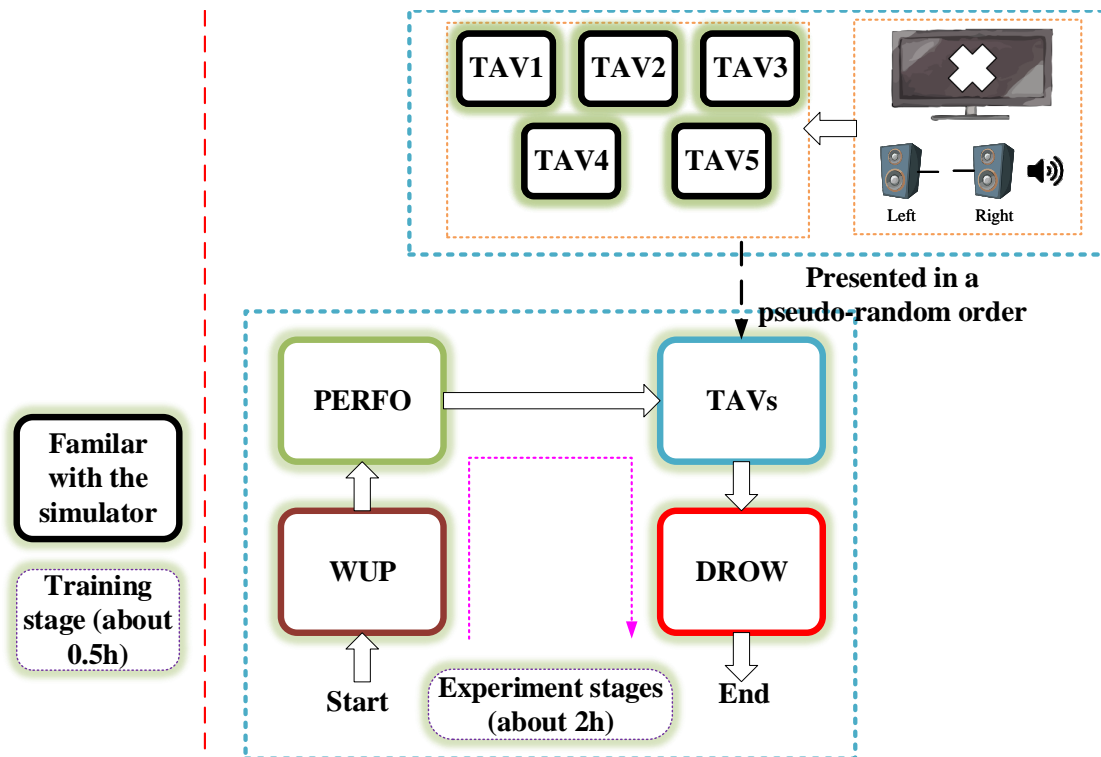 TAV1
TAV2
TAV3
TAV4
TAV5
Left
Right
Presented in a
pseudo-random order
PERFO
TAVs
WUP
DROW
Start
End
Experiment stages
(about 2h)
Familar
with the
simulator
Training
stage (about
0.5h)